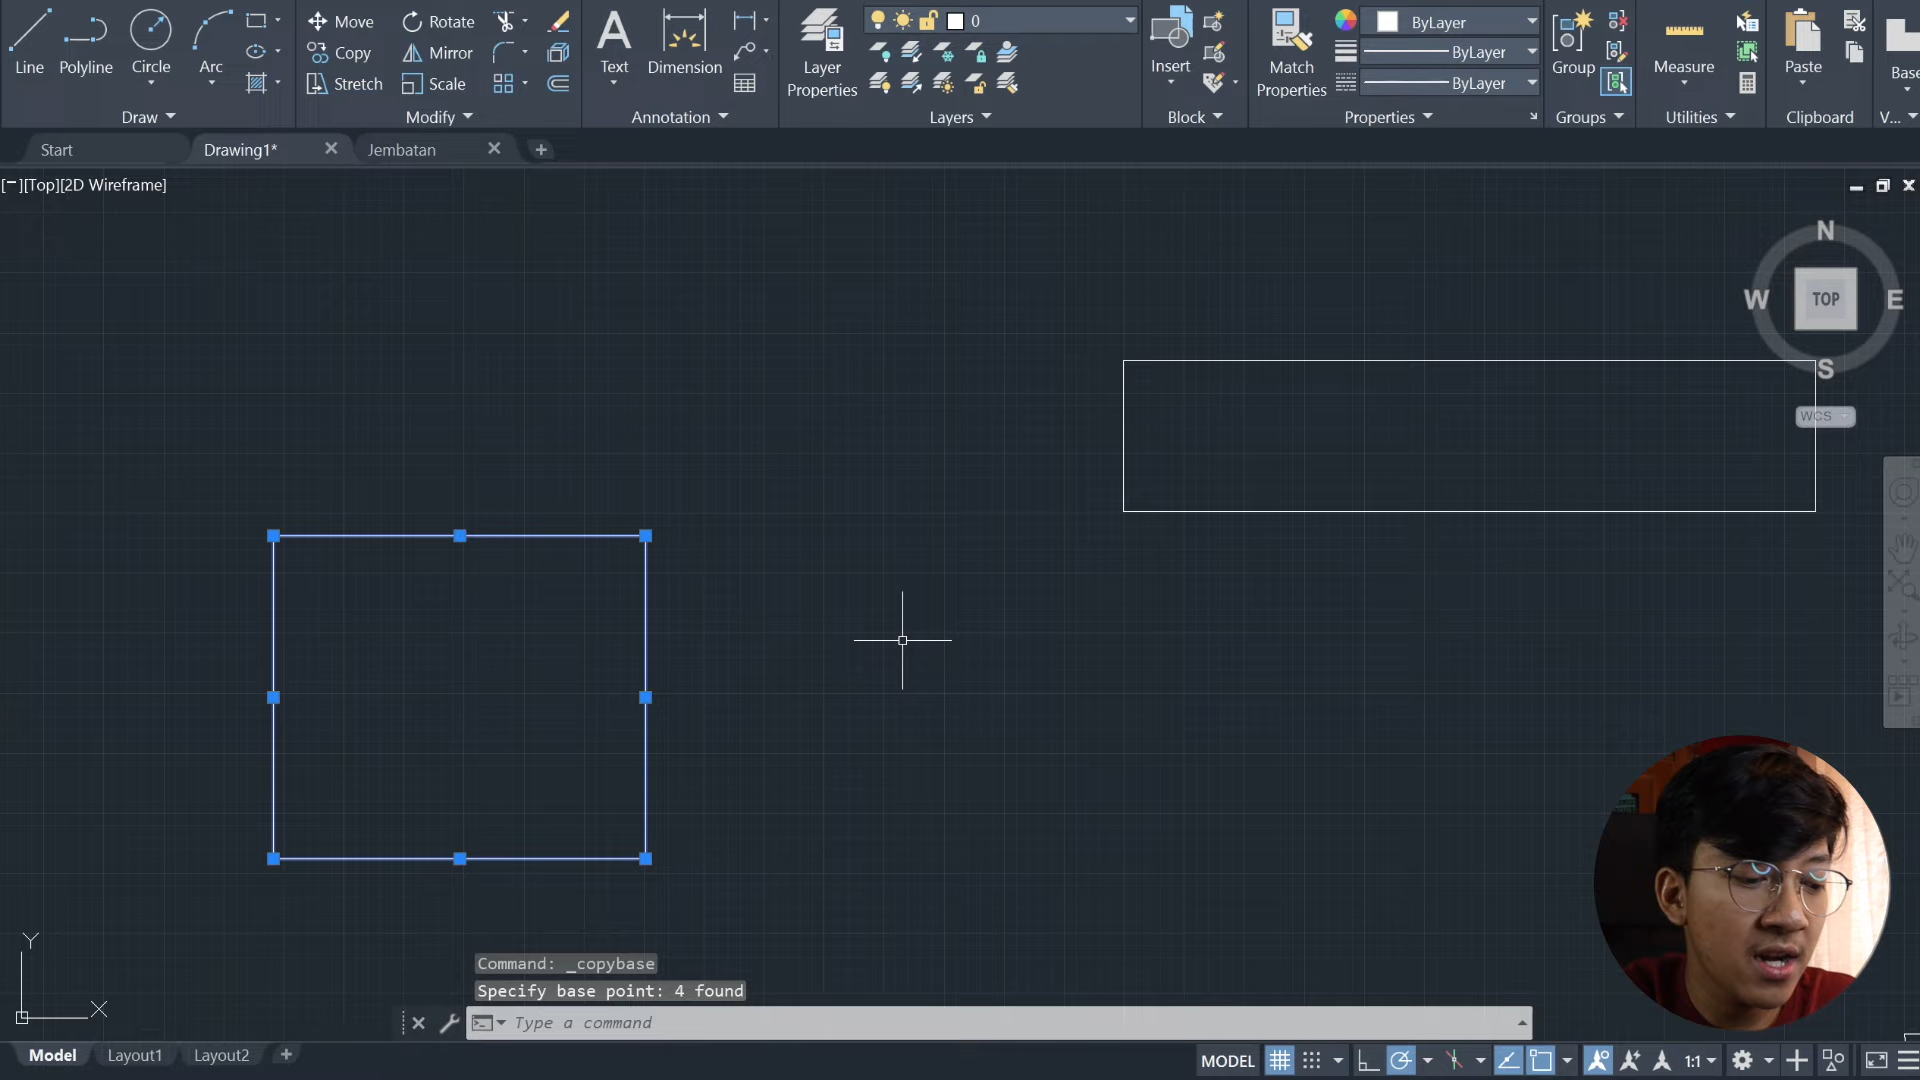 Line
Polyline
Circle
Arc
Draw
Move
Copy
Stretch
Rotate
Mirror
Scale
Modify
Text
Dimension
Annotation
Layer
Properties
0
Layers
Insert
Block
Match
Properties
ByLayer
ByLayer
ByLayer
Properties
Group
Groups
Measure
Utilities
Paste
Clipboard
Base
V...
Start
Drawing1*
Jembatan
[−][Top][2D Wireframe]
N
W
TOP
E
S
WCS
Y
X
Command: _copybase
Specify base point: 4 found
Type a command
Model
Layout1
Layout2
MODEL
1:1